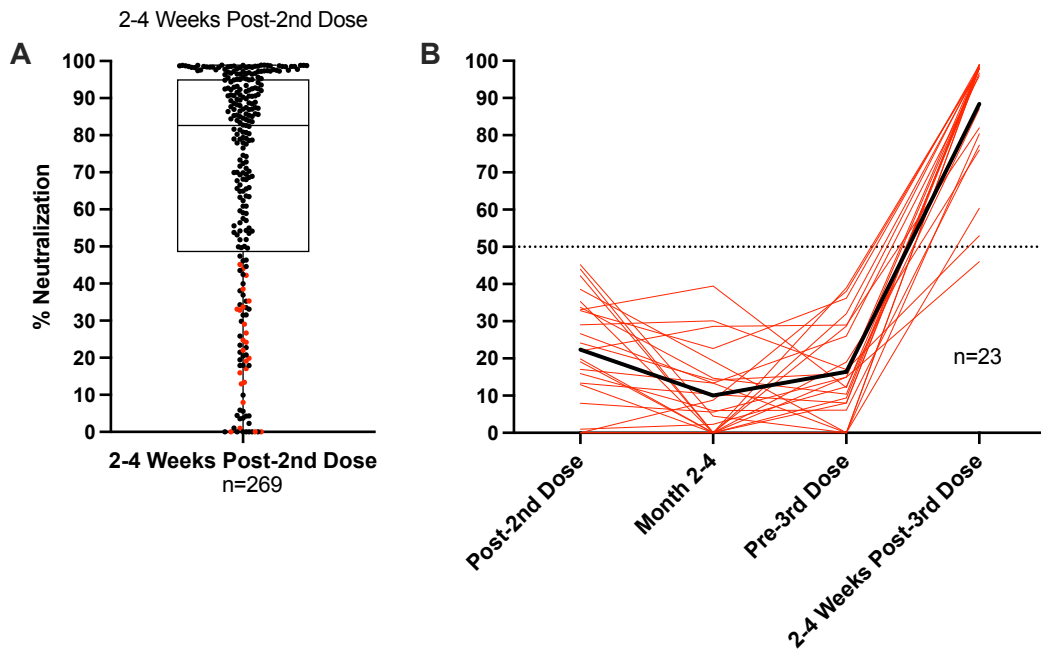 2-4 Weeks Post-2nd Dose
A
% Neutralization
100
90
80
70
60
50
40
30
20
10
0
2-4 Weeks Post-2nd Dose
n=269
B
100
90
80
70
60
50
40
30
20
10
0
n=23
Post-2nd Dose
Month 2-4
Pre-3rd Dose
2-4 Weeks Post-3rd Dose